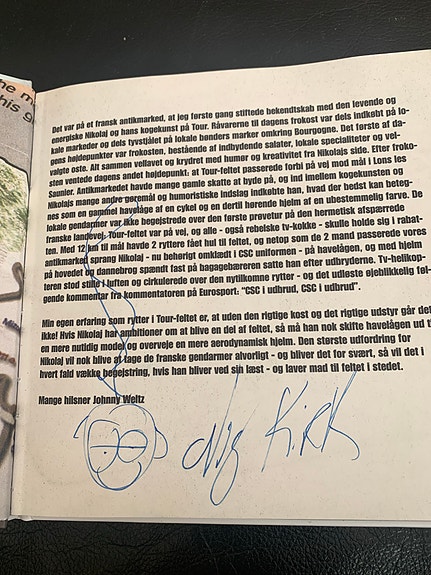 he m
his g
Det var på et fransk antikmarked, at jeg første gang stiftede bekendtskab med den levende og
energiske Nikolaj og hans kogekunst på Tour. Råvarerne til dagens frokost var dels indkøbt på lo-
kale markeder og dels tyvstjålet på lokale bønders marker omkring Bourgogne. Det første af da-
gens højdepunkter var frokosten, bestående af indbydende salater, lokale specialiteter og vel-
valgte oste. Alt sammen vellavet og krydret med humor og kreativitet fra Nikolajs side. Efter froko-
sten ventede dagens andet højdepunkt: at Tour-feltet passerede forbi på vej mod mål i Lons les
Saunier. Antikmarkedet havde mange gamle skatte at byde på, og ind imellem kogekunsten og
Nikolajs mange andre gøremål og humoristiske indslag indkøbte han, hvad der bedst kan beteg-
nes som en gammel havelåge af en cykel og en dertil hørende hjelm af en ubestemmelig farve. De
lokale gendarmer var ikke begejstrede over den første prøvetur på den hermetisk afspærrede
franske landevej. Tour-feltet var på vej, og alle - også rebelske tv-kokke - skulle holde sig i rabat-
ten. Med 12 km til mål havde 2 ryttere fået hul til feltet, og netop som de 2 mand passerede vores
antikmarked sprang Nikolaj - nu behørigt omklædt i CSC uniformen - på havelågen, og med hjelm
på hovedet og dannebrog spændt fast på bagagebæreren satte han efter udbryderne. Tv-helikop-
teren stod stille i luften og cirkulerede over den nytilkomne rytter - og det udløste øjeblikkelig føl-
gende kommentar fra kommentatoren på Eurosport: "CSC i udbrud, CSC i udbrud".
Min egen erfaring som rytter i Tour-feltet er, at uden den rigtige kost og det rigtige udstyr går det
ikke! Hvis Nikolaj har ambitioner om at blive en del af feltet, så må han nok skifte havelågen ud t
en mere nutidig model og overveje en mere aerodynamisk hjelm. Den største udfordring for
Nikolaj vil nok blive at tage de franske gendarmer alvorligt - og bliver det for svært, så vil det i
hvert fald vække begejstring, hvis han bliver ved sin læst - og laver mad til feltet i stedet.
Mange hilsner Johnny Weltz
Kirk